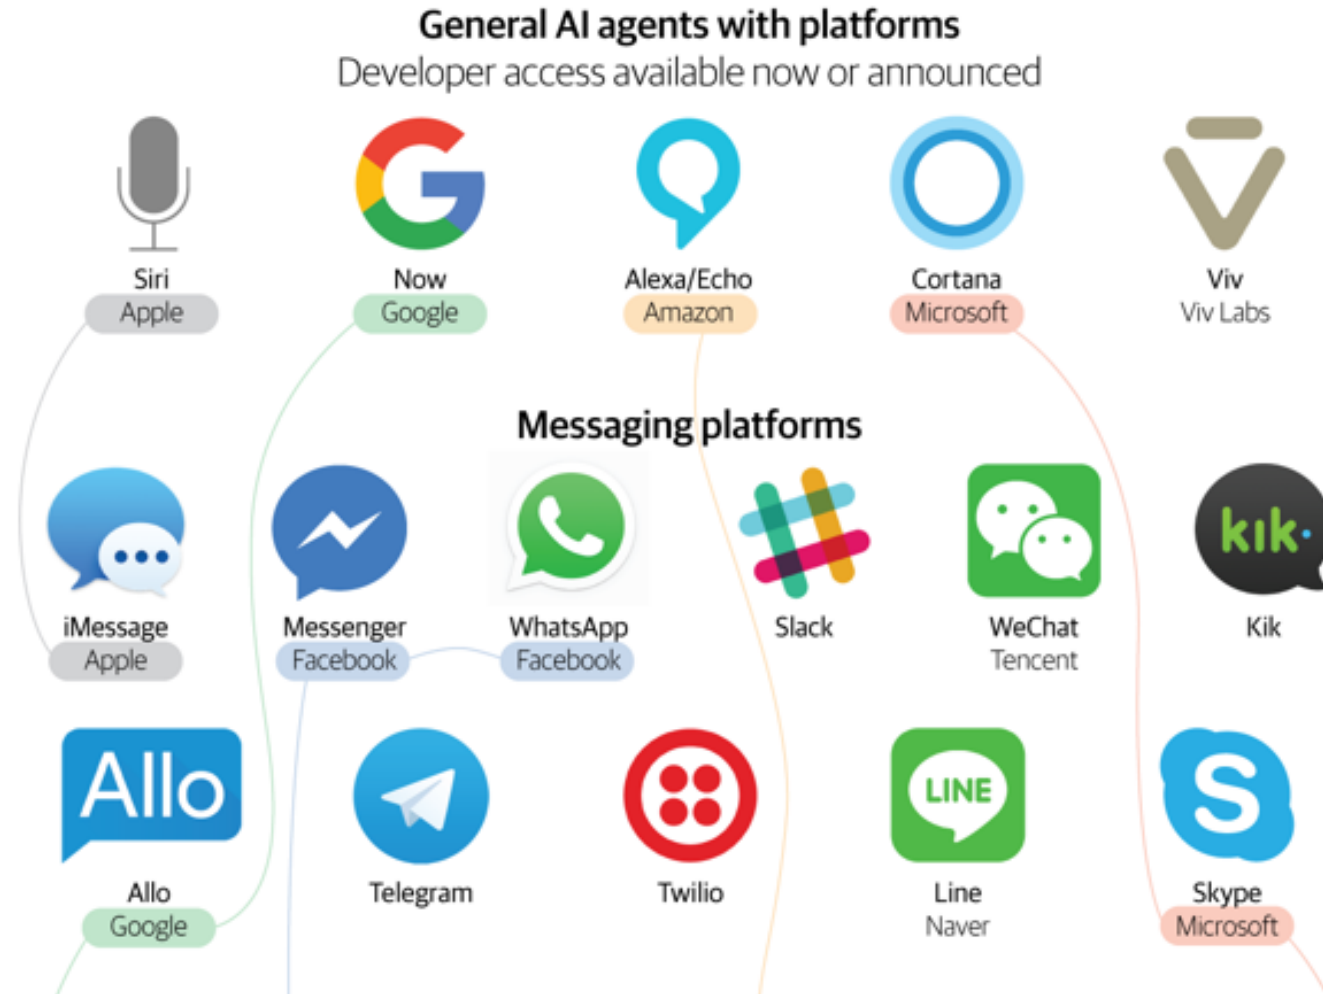 General AI agents with platforms
Developer access available now or announced
Siri
Apple
Now
Google
Alexa/Echo
Amazon
Cortana
Microsoft
Viv
Viv Labs
Messaging platforms
kik
iMessage
Apple
Messenger
Facebook
WhatsApp
Facebook
Slack
WeChat
Tencent
Kik
Allo
LINE
S
Allo
Google
Telegram
Twilio
Line
Naver
Skype
Microsoft